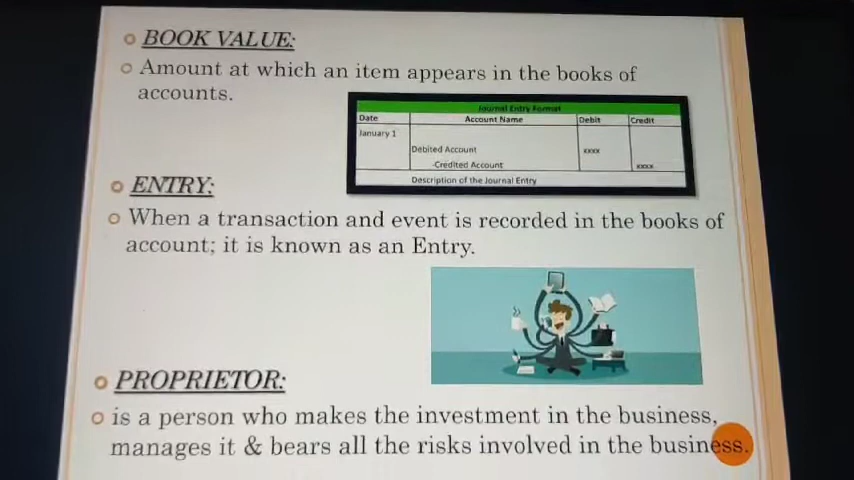 BOOK VALUE:
Amount at which an item appears in the books of
accounts.
Journal Entry Format
Date Account Name Debit Credit
January 1
Debited Account xxxx
-Credited Account xxxx
Description of the Journal Entry
ENTRY:
When a transaction and event is recorded in the books of
account; it is known as an Entry.
PROPRIETOR:
is a person who makes the investment in the business,
manages it & bears all the risks involved in the business.